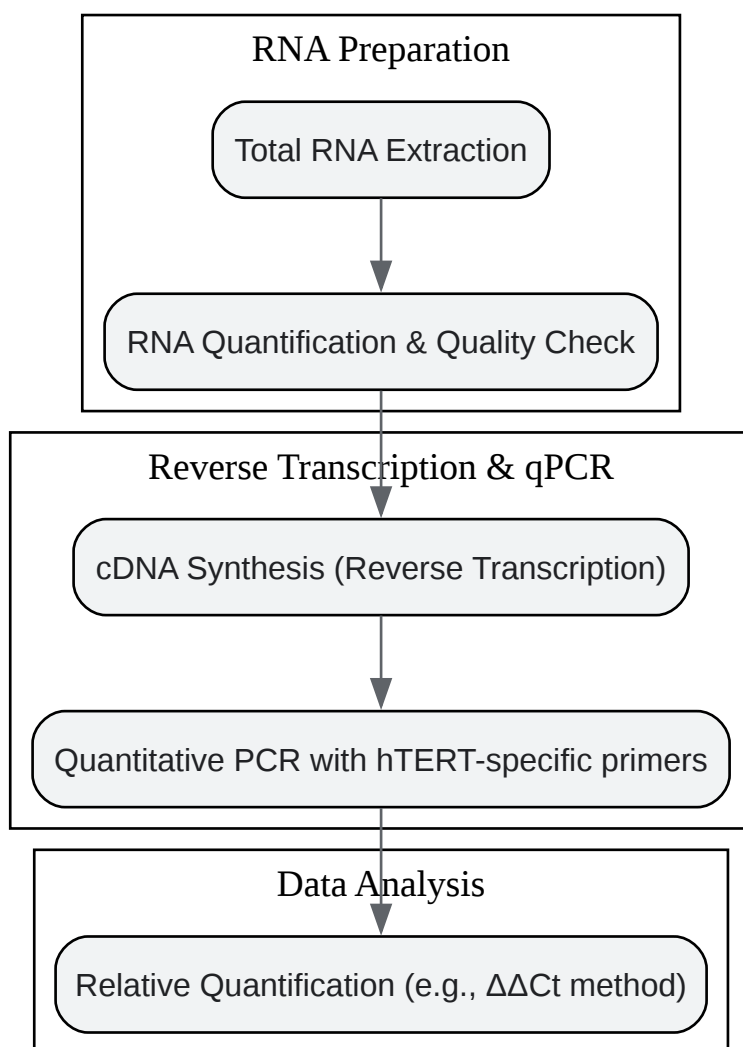 RNA Preparation
Total RNA Extraction
RNA Quantification & Quality Check
Reverse Transcription & qPCR
cDNA Synthesis (Reverse Transcription)
Quantitative PCR with hTERT-specific primers
Data Analysis
Relative Quantification (e.g., ΔΔCt method)